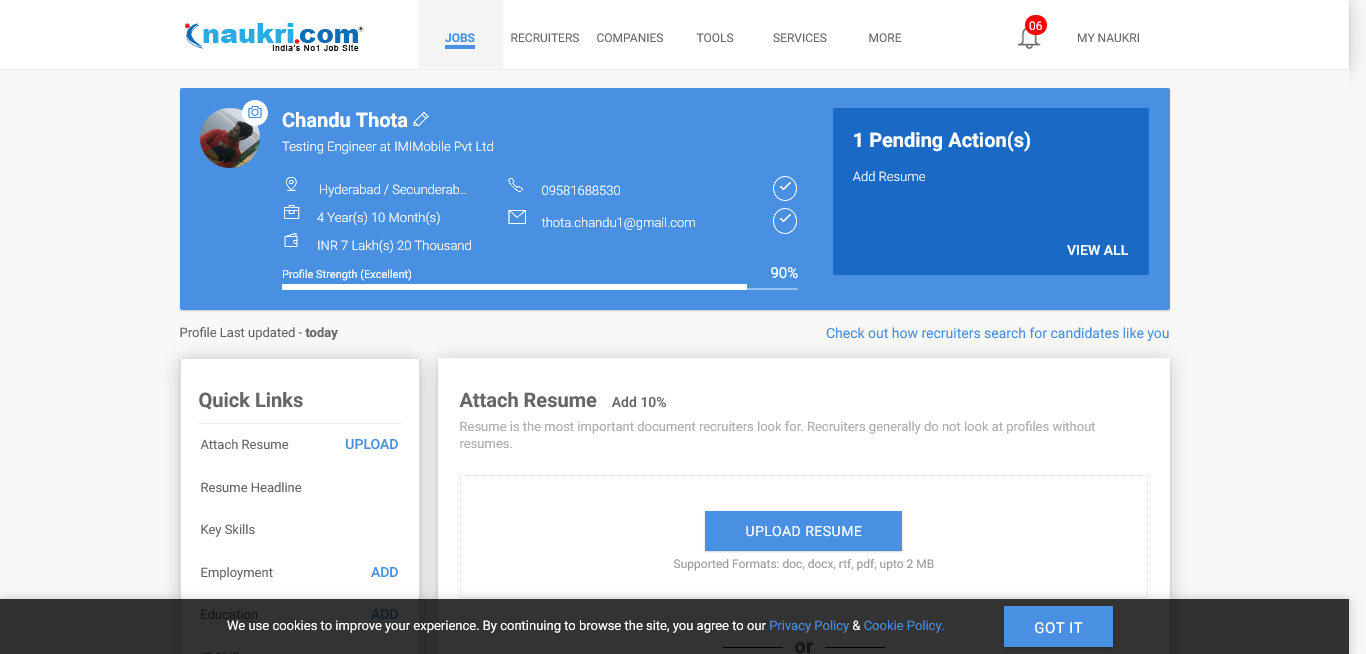 naukri.com
India's No1 Job Site
JOBS
RECRUITERS
COMPANIES
TOOLS
SERVICES
MORE
06
MY NAUKRI
Chandu Thota
Testing Engineer at IMIMobile Pvt Ltd
Hyderabad / Secunderab...
09581688530
4 Year(s) 10 Month(s)
thota.chandu1@gmail.com
INR 7 Lakh(s) 20 Thousand
Profile Strength (Excellent)
90%
1 Pending Action(s)
Add Resume
VIEW ALL
Profile Last updated - today
Check out how recruiters search for candidates like you
Quick Links
Attach Resume UPLOAD
Resume Headline
Key Skills
Employment ADD
Education ADD
Attach Resume Add 10%
Resume is the most important document recruiters look for. Recruiters generally do not look at profiles without
resumes.
UPLOAD RESUME
Supported Formats: doc, docx, rtf, pdf, upto 2 MB
or
We use cookies to improve your experience. By continuing to browse the site, you agree to our Privacy Policy & Cookie Policy.
GOT IT